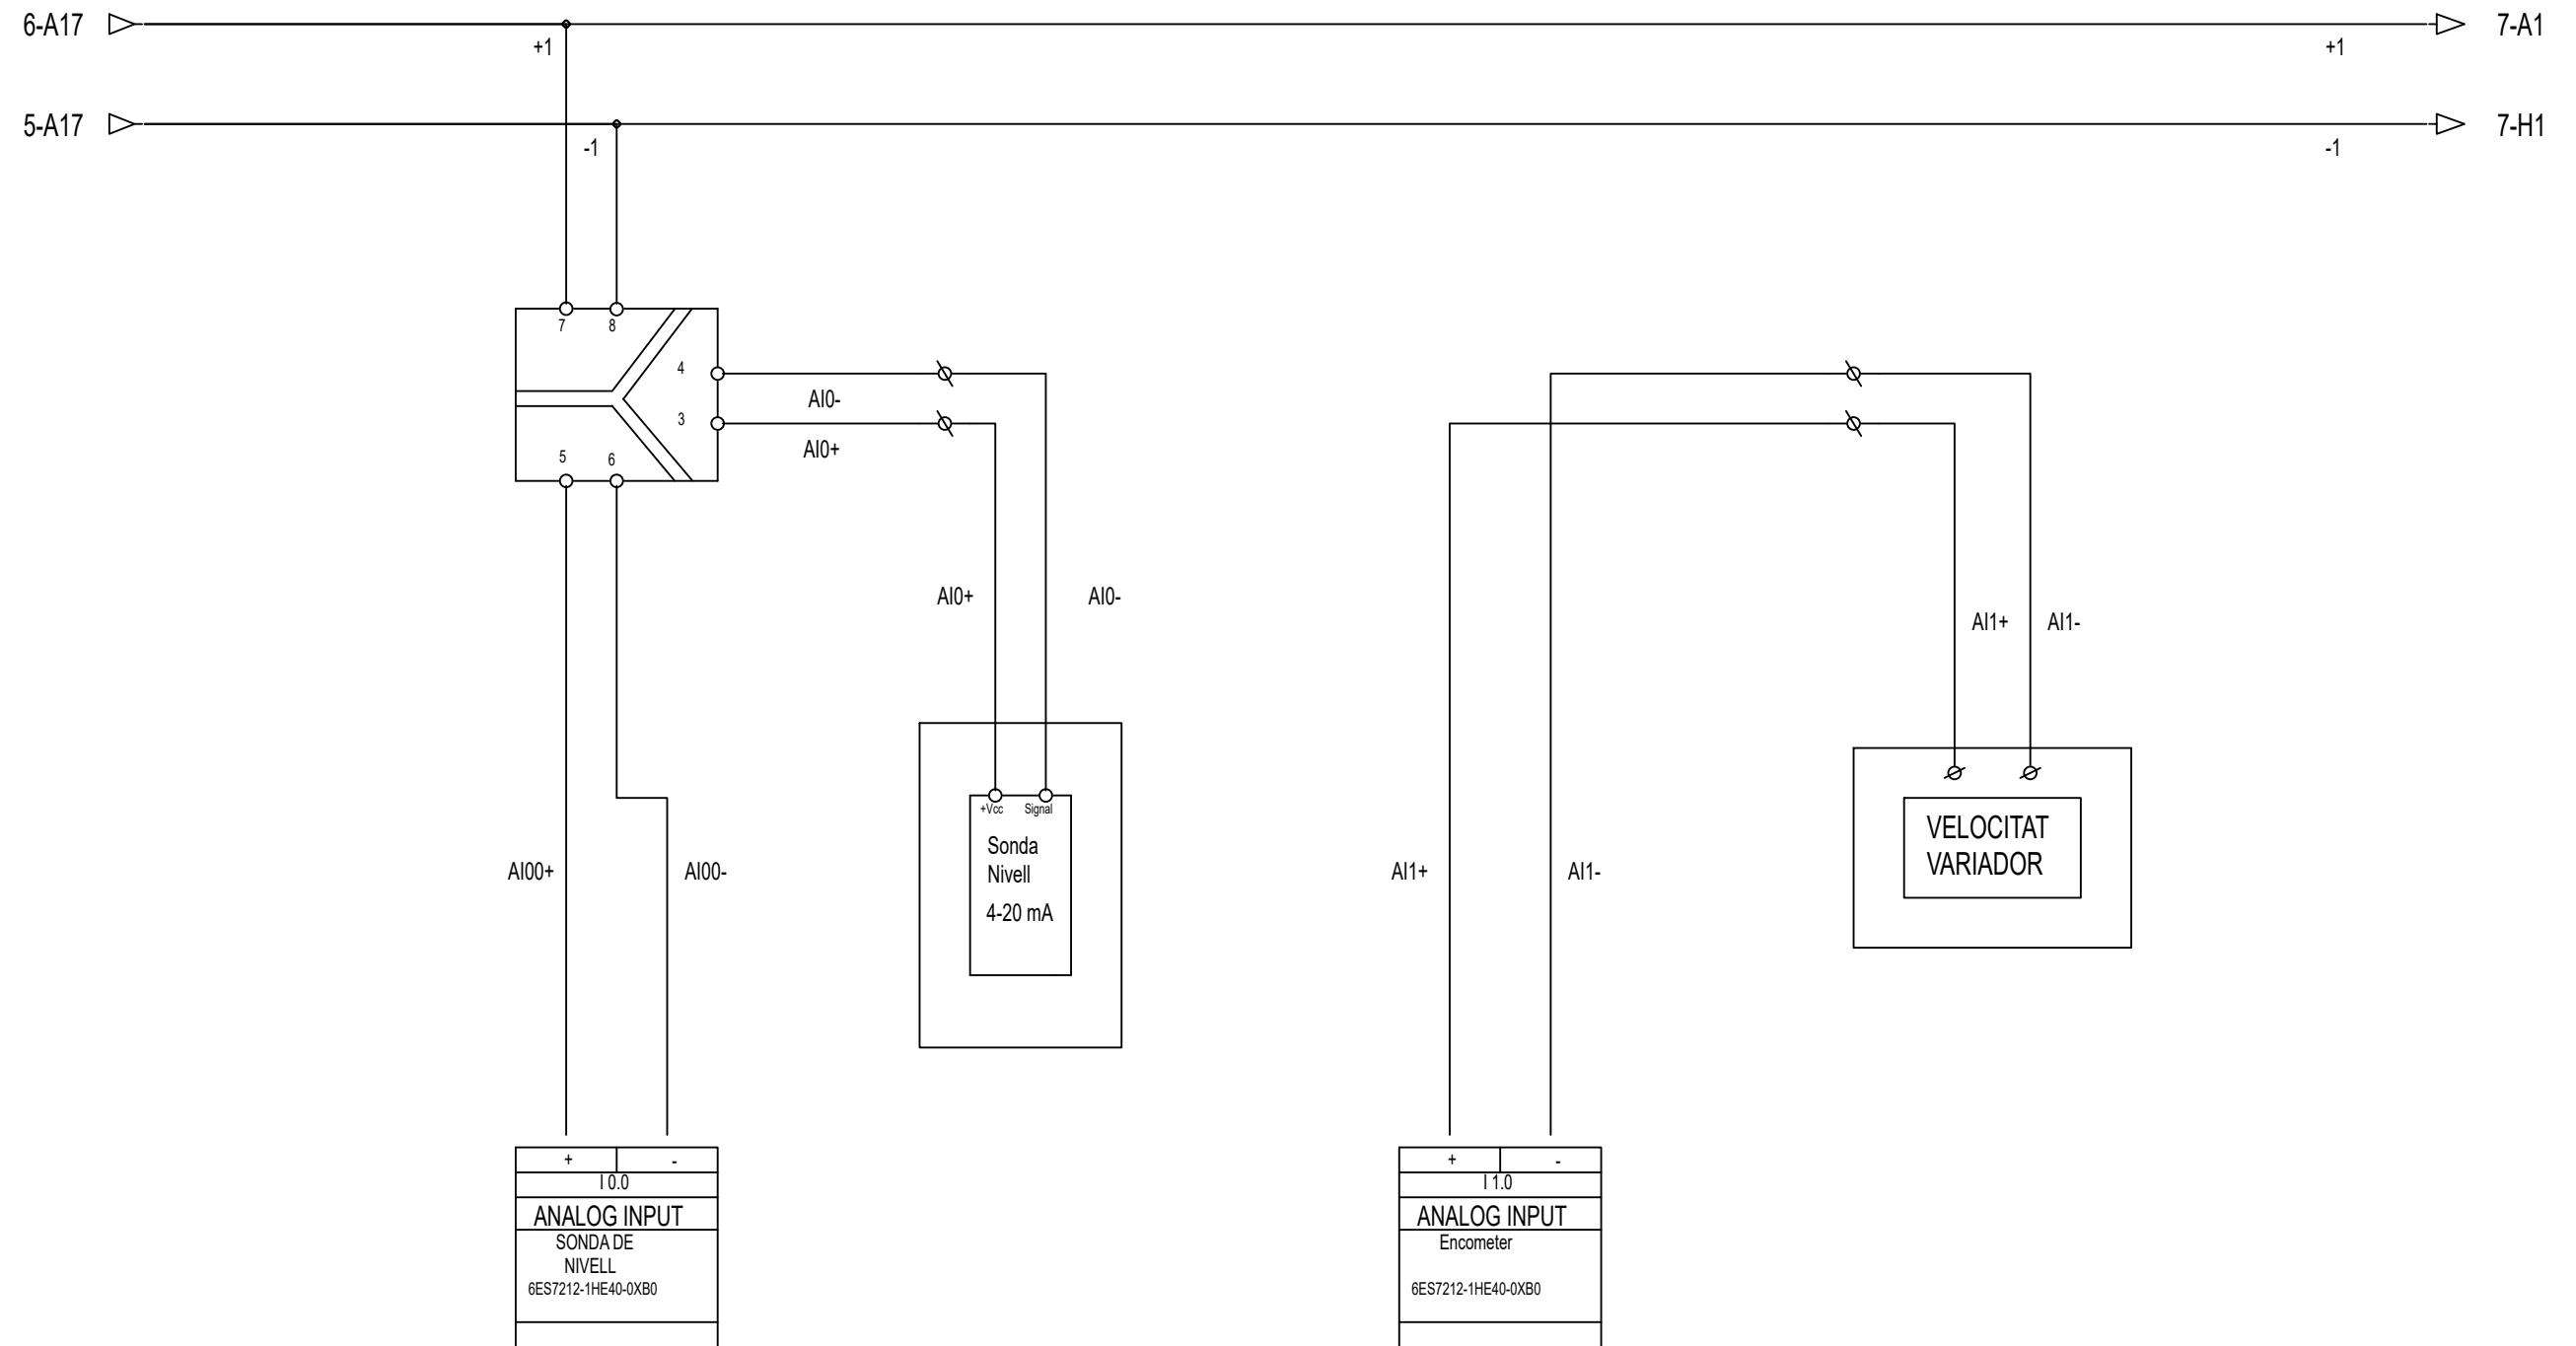 6-A17
7-A1
+1
+1
5-A17
7-H1
-1
-1
7
8
4
AI0-
3
AI0+
5
6
AI0+
AI0-
AI1+
AI1-
+Vcc
Signal
Sonda
Nivell
4-20 mA
VELOCITAT
VARIADOR
AI00+
AI00-
AI1+
AI1-
+
-
I 0.0
ANALOG INPUT
SONDA DE
NIVELL
6ES7212-1HE40-0XB0
+
-
I 1.0
ANALOG INPUT
Encometer
6ES7212-1HE40-0XB0